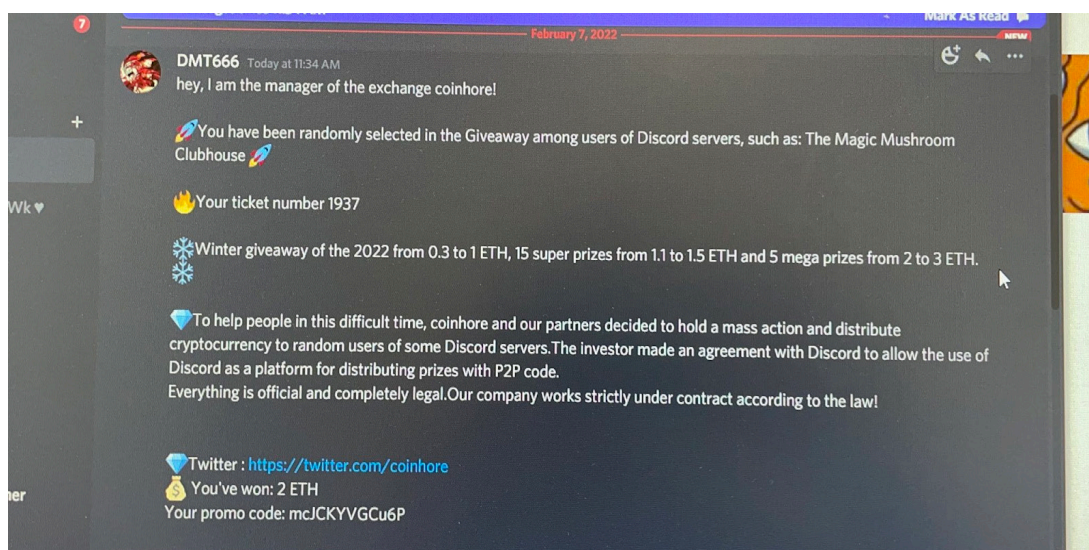 7
Mark As Read
February 7, 2022
NEW
DMT666 Today at 11:34 AM
hey, I am the manager of the exchange coinhore!
+
🚀You have been randomly selected in the Giveaway among users of Discord servers, such as: The Magic Mushroom
Clubhouse🚀
Wk♥
🔥Your ticket number 1937
❄Winter giveaway of the 2022 from 0.3 to 1 ETH, 15 super prizes from 1.1 to 1.5 ETH and 5 mega prizes from 2 to 3 ETH.
❄
💎To help people in this difficult time, coinhore and our partners decided to hold a mass action and distribute
cryptocurrency to random users of some Discord servers.The investor made an agreement with Discord to allow the use of
Discord as a platform for distributing prizes with P2P code.
Everything is official and completely legal.Our company works strictly under contract according to the law!
💎Twitter : https://twitter.com/coinhore
💰 You've won: 2 ETH
Your promo code: mcJCKYVGCu6P